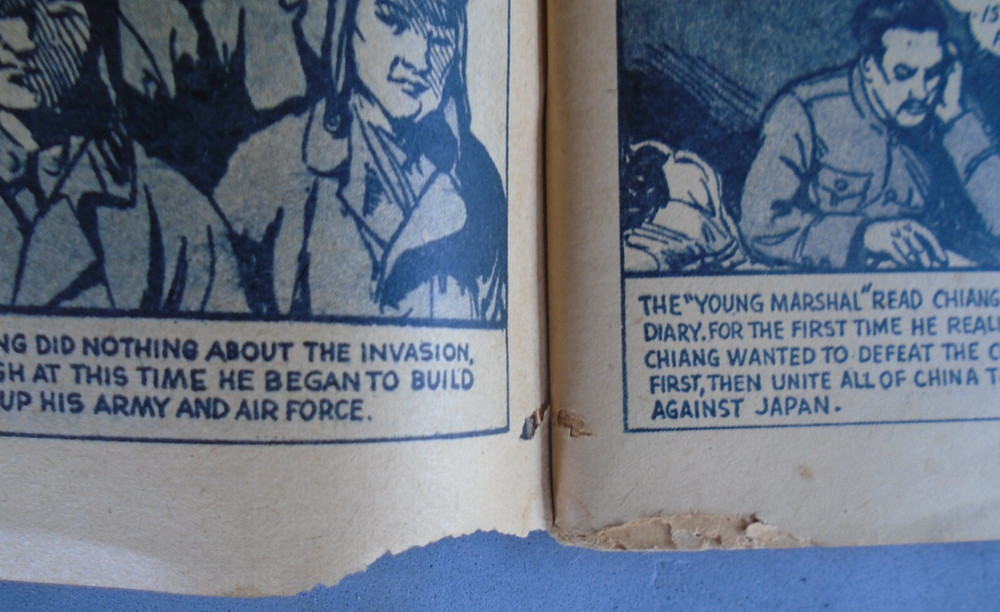 NG DID NOTHING ABOUT THE INVASION,
GH AT THIS TIME HE BEGAN TO BUILD
UP HIS ARMY AND AIR FORCE.
THE "YOUNG MARSHAL" READ CHIANG
DIARY. FOR THE FIRST TIME HE REAL
CHIANG WANTED TO DEFEAT THE C
FIRST, THEN UNITE ALL OF CHINA T
AGAINST JAPAN.